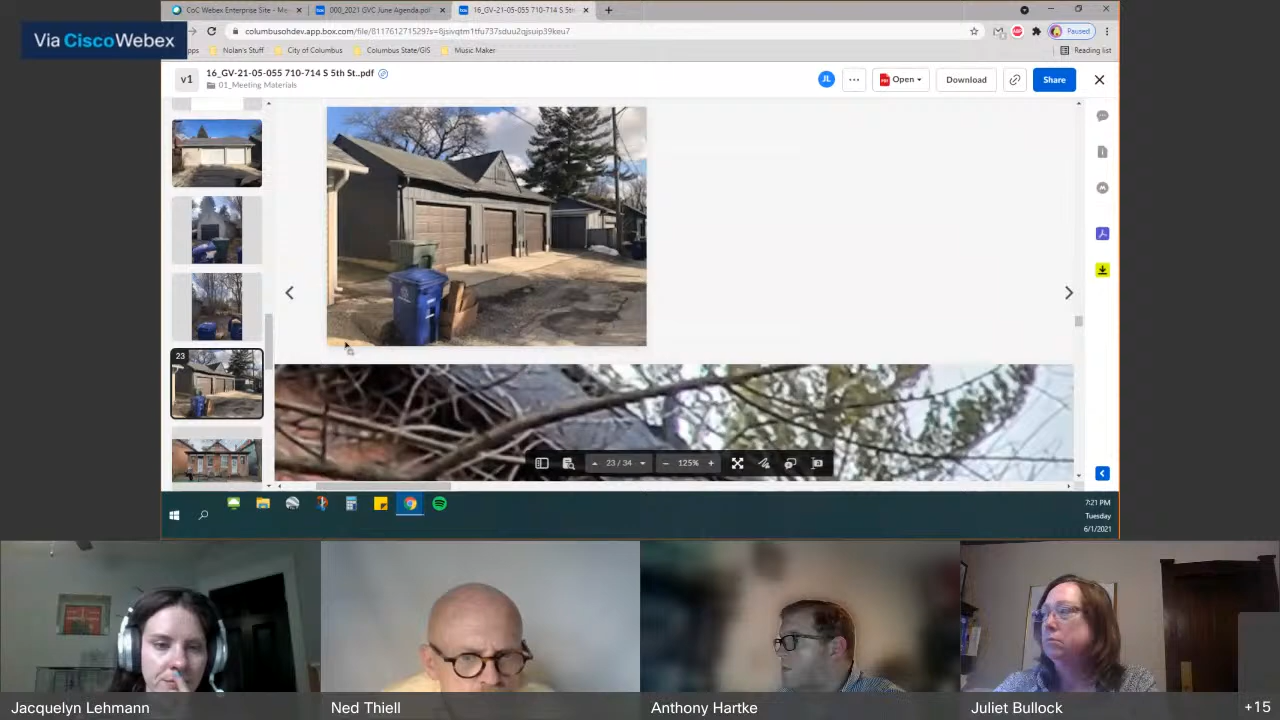 Via Cisco Webex
CoC Webex Enterprise Site - Me
000_2021 GVC June Agenda.pdf
16_GV-21-05-055 710-714 S 5th St
columbusohdev.app.box.com/file/
Paused
Nolan's Stuff
City of Columbus
Columbus State/GIS
Music Maker
Reading list
v1
16_GV-21-05-055 710-714 S 5th St..pdf
01_Meeting Materials
JL
Open
Download
Share
23
23 / 34
125%
7:21 PM
Tuesday
6/1/2021
Jacquelyn Lehmann
Ned Thiell
Anthony Hartke
Juliet Bullock
+15